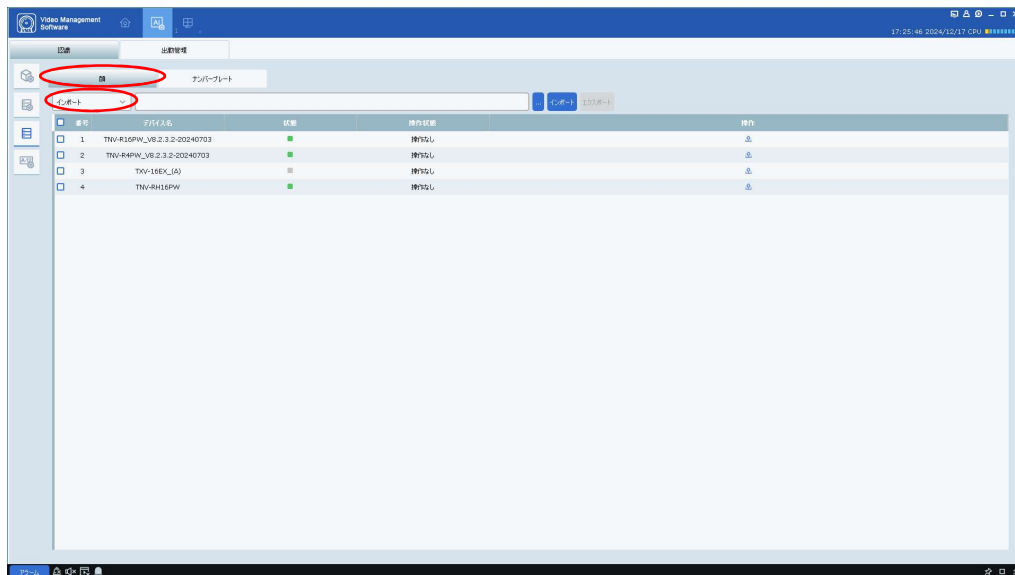 Video Management
Software
AI
1
17:25:46 2024/12/17 CPU
認識 出勤管理
顔 ナンバープレート
インポート ... インポート エクスポート
番号 デバイス名 状態 操作状態 操作
1 TNV-R16PW_V8.2.3.2-20240703 操作なし
2 TNV-R4PW_V8.2.3.2-20240703 操作なし
3 TXV-16EX_(A) 操作なし
4 TNV-RH16PW 操作なし
アラーム